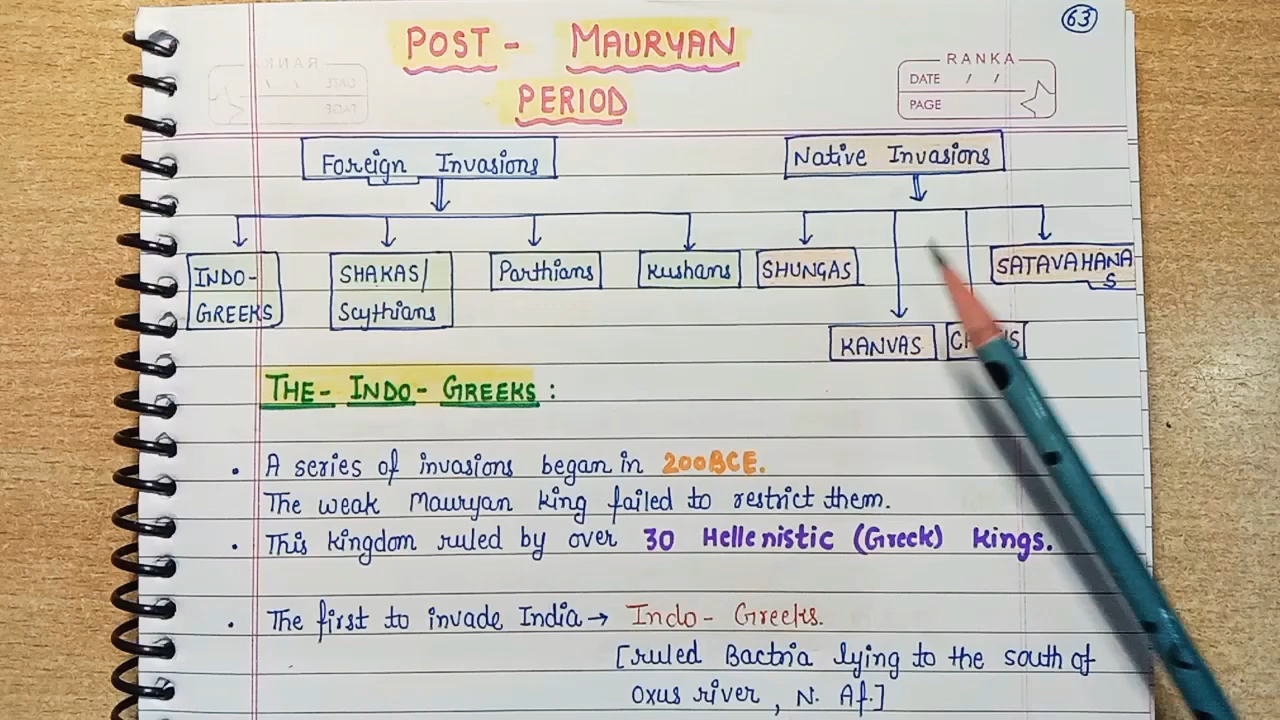 63
POST - MAURYAN
PERIOD
RANKA
DATE / /
PAGE
Foreign Invasions
Native Invasions
INDO-
GREEKS
SHAKAS/
Scythians
Parthians
Kushans
SHUNGAS
SATAVAHANA
S
KANVAS
THE- INDO- GREEKS :
• A series of invasions began in 200BCE.
The weak Mauryan king failed to restrict them.
• This kingdom ruled by over 30 Hellenistic (Greek) Kings.
• The first to invade India → Indo - Greeks.
[ruled Bactria lying to the south of
Oxus river, N. Af.]